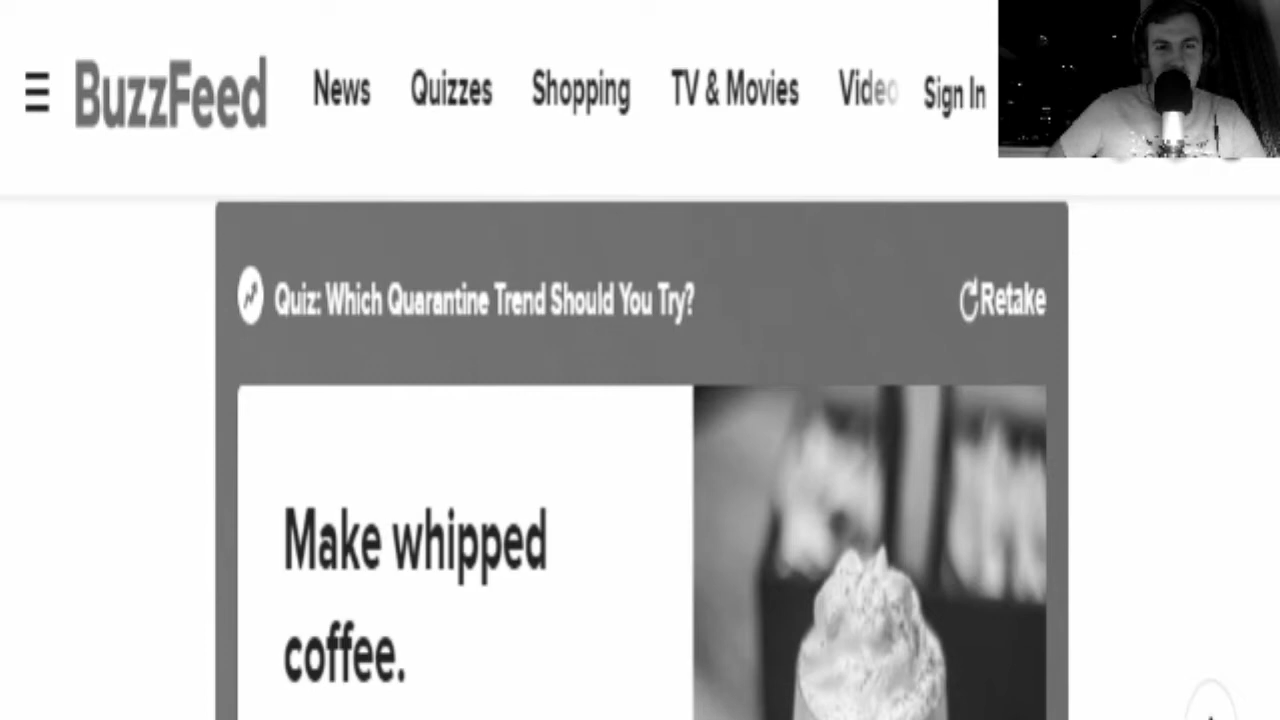 BuzzFeed News Quizzes Shopping TV & Movies Video Sign In
Quiz: Which Quarantine Trend Should You Try? Retake
Make whipped
coffee.